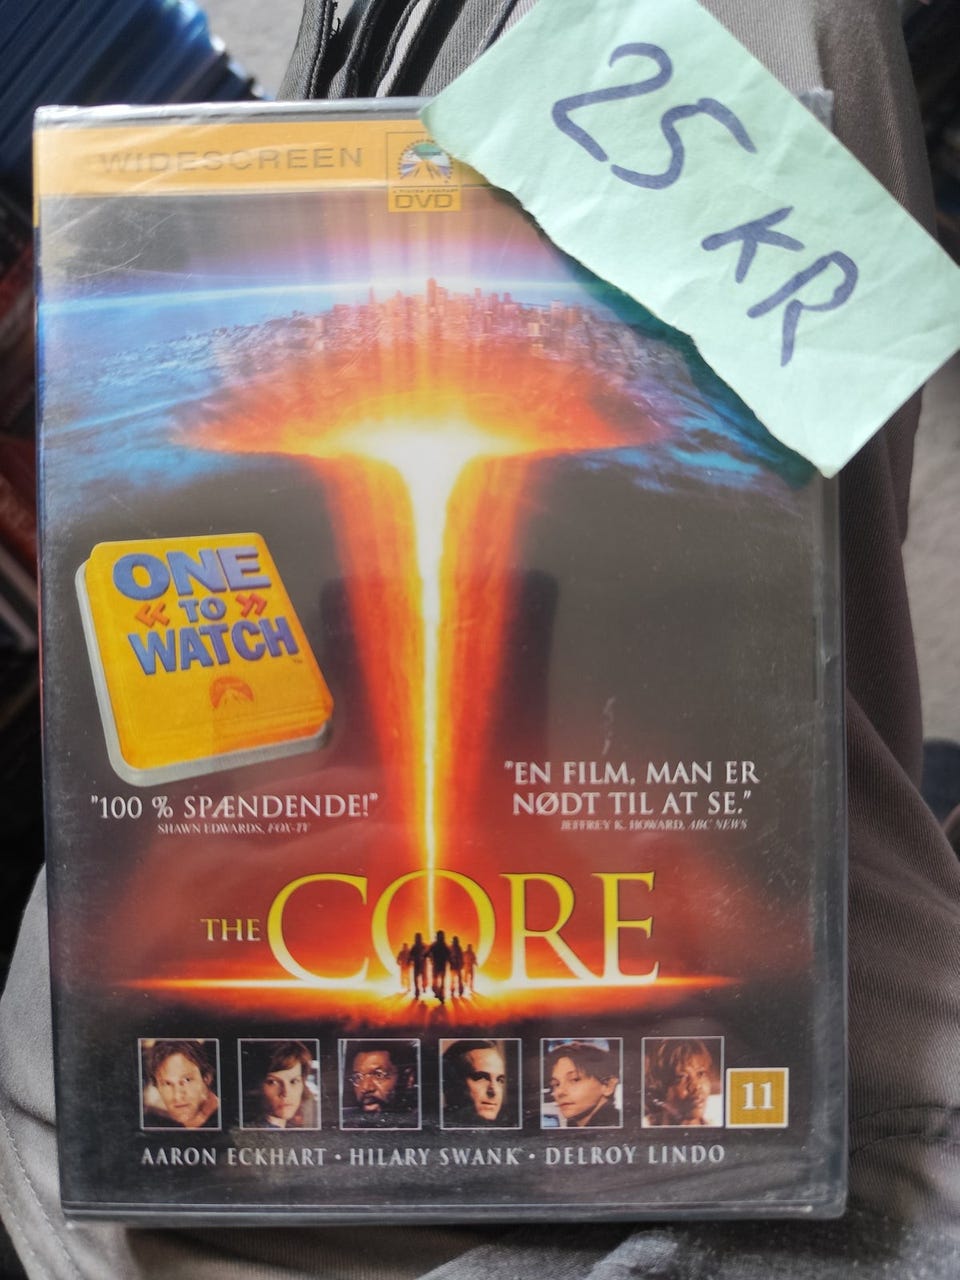 25 KR
WIDESCREEN
DVD
ONE
« TO »
WATCH
"100 % SPÆNDENDE!"
SHAWN EDWARDS, FOX-TV
"EN FILM, MAN ER
NØDT TIL AT SE."
JEFFREY K. HOWARD, ABC NEWS
THE CORE
11
AARON ECKHART · HILARY SWANK · DELROY LINDO